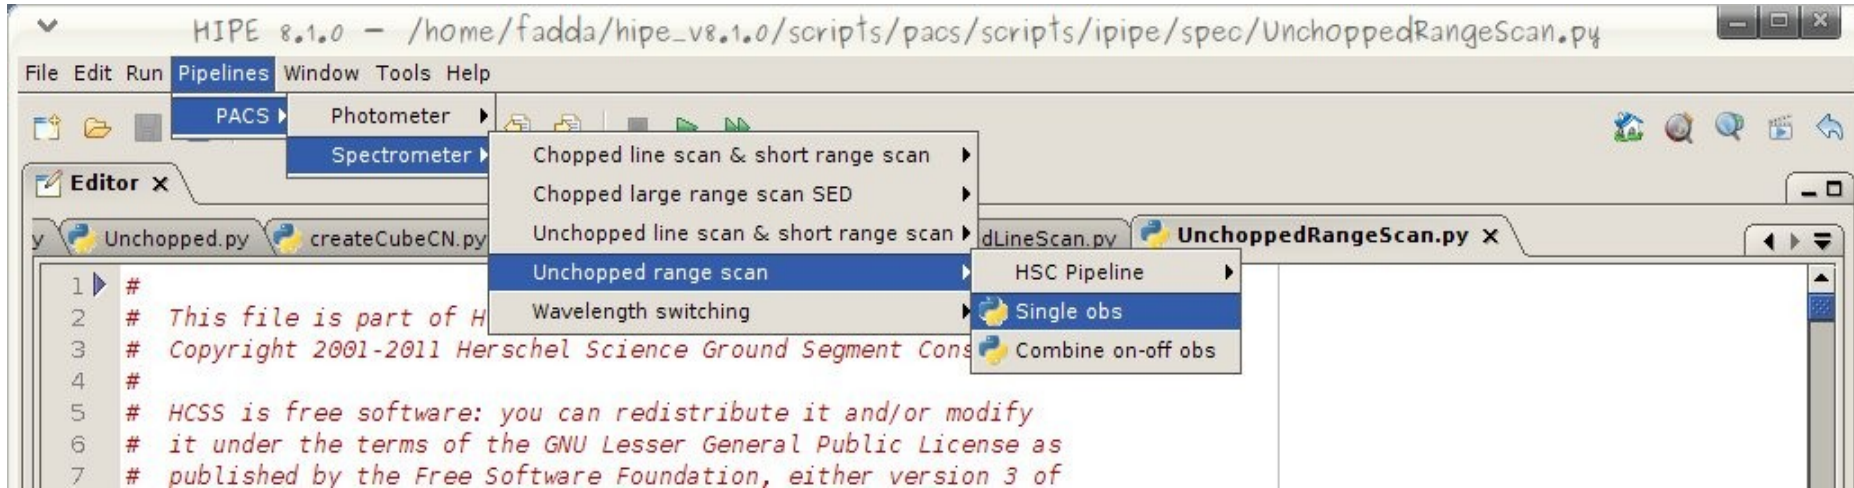 HIPE 8.1.0 - /home/fadda/hipe_v8.1.0/scripts/pacs/scripts/ipipe/spec/UnchoppedRangeScan.py
File Edit Run Pipelines Window Tools Help
PACS
Photometer
Spectrometer
Chopped line scan & short range scan
Chopped large range scan SED
Unchopped line scan & short range scan
Unchopped range scan
Wavelength switching
HSC Pipeline
Single obs
Combine on-off obs
Editor
y Unchopped.py createCubeCN.py dLineScan.py UnchoppedRangeScan.py
1 #
2 # This file is part of H
3 # Copyright 2001-2011 Herschel Science Ground Segment Cons
4 #
5 # HCSS is free software: you can redistribute it and/or modify
6 # it under the terms of the GNU Lesser General Public License as
7 # published by the Free Software Foundation, either version 3 of